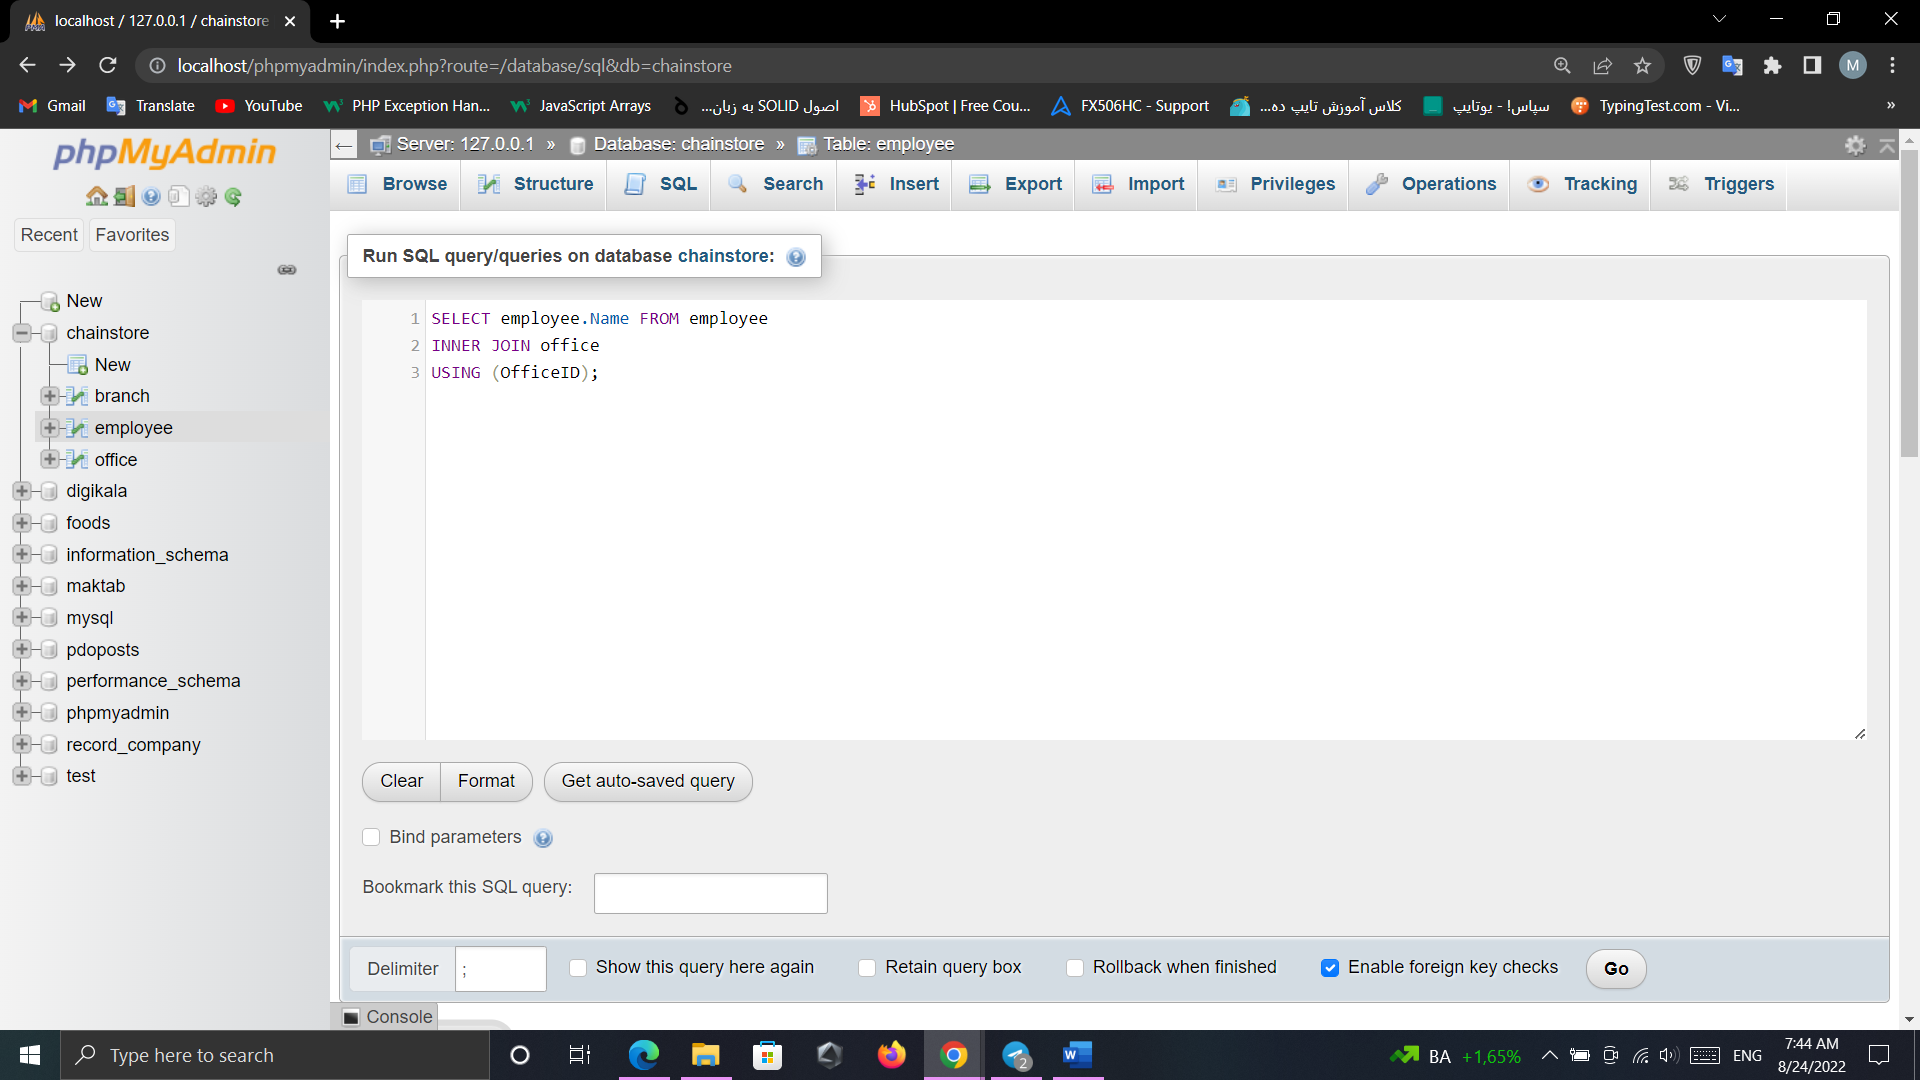 localhost / 127.0.0.1 / chainstore
localhost/phpmyadmin/index.php?route=/database/sql&db=chainstore
M
Gmail
Translate
YouTube
PHP Exception Han...
JavaScript Arrays
اصول SOLID به زبان...
HubSpot | Free Cou...
FX506HC - Support
کلاس آموزش تایپ ده...
سپاس! - یوتایپ
TypingTest.com - Vi...
»
phpMyAdmin
Recent
Favorites
New
chainstore
New
branch
employee
office
digikala
foods
information_schema
maktab
mysql
pdoposts
performance_schema
phpmyadmin
record_company
test
Server: 127.0.0.1 » Database: chainstore » Table: employee
Browse
Structure
SQL
Search
Insert
Export
Import
Privileges
Operations
Tracking
Triggers
Run SQL query/queries on database chainstore:
1 SELECT employee.Name FROM employee
2 INNER JOIN office
3 USING (OfficeID);
Clear
Format
Get auto-saved query
Bind parameters
Bookmark this SQL query:
Delimiter
;
Show this query here again
Retain query box
Rollback when finished
Enable foreign key checks
Go
Console
Type here to search
2
BA +1,65%
ENG
7:44 AM
8/24/2022